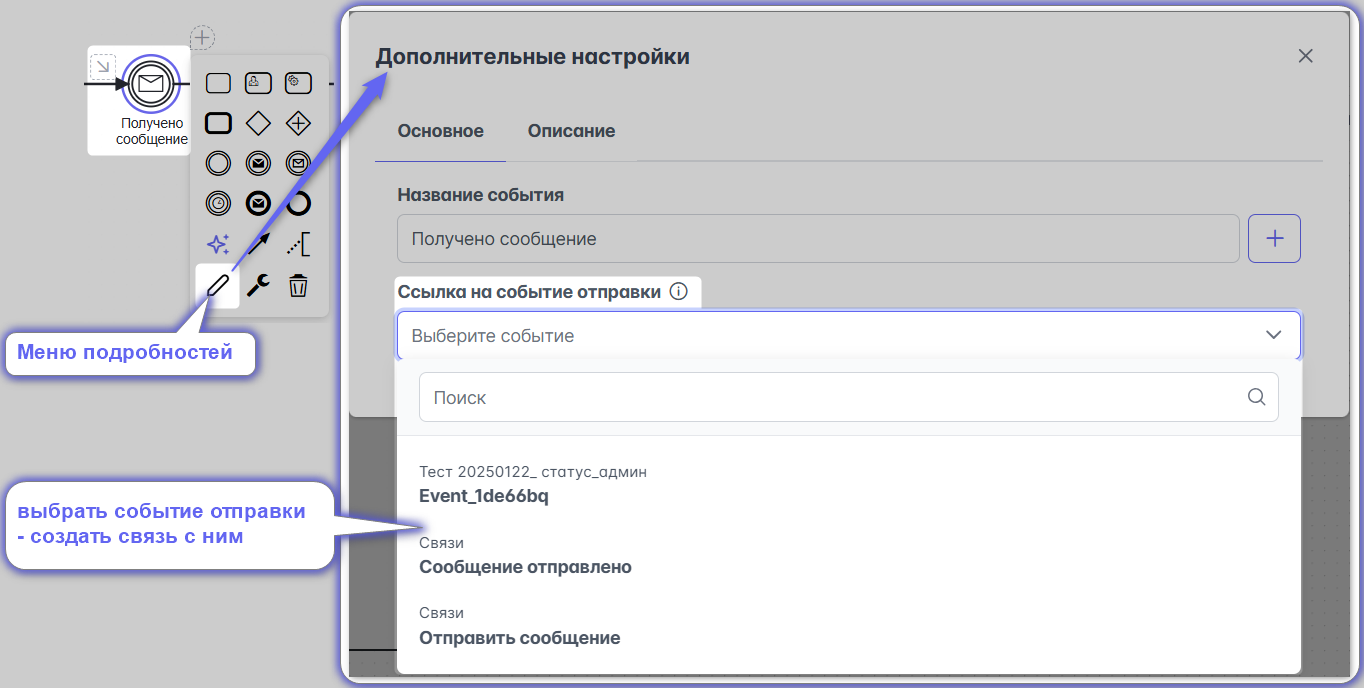 Получено
сообщение
Меню подробностей
выбрать событие отправки
- создать связь с ним
Дополнительные настройки
Основное
Описание
Название события
Получено сообщение
Ссылка на событие отправки
Выберите событие
Поиск
Тест 20250122_ статус_админ
Event_1de66bq
Связи
Сообщение отправлено
Связи
Отправить сообщение